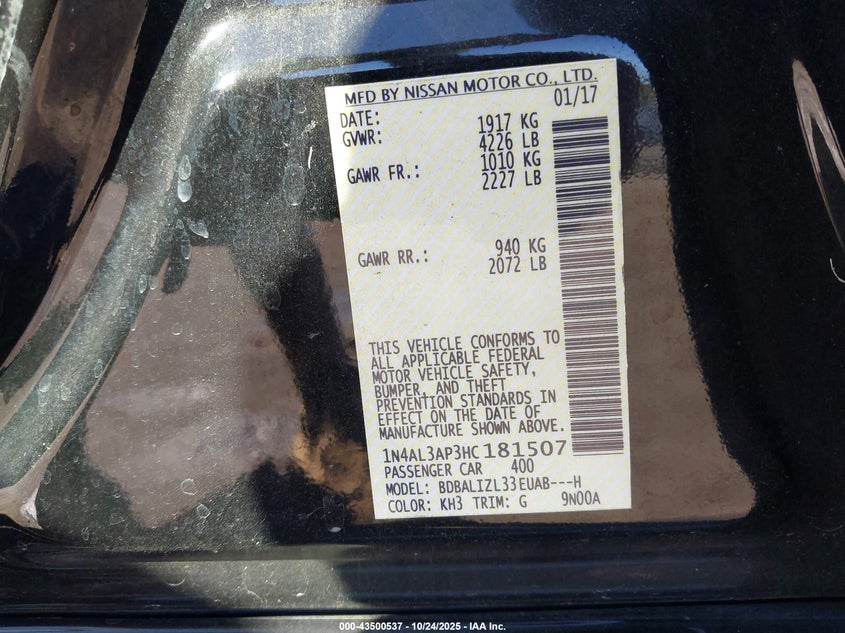 MFD BY NISSAN MOTOR CO., LTD.
DATE: 01/17
GVWR: 1917 KG
4226 LB
GAWR FR.: 1010 KG
2227 LB
GAWR RR.: 940 KG
2072 LB
THIS VEHICLE CONFORMS TO
ALL APPLICABLE FEDERAL
MOTOR VEHICLE SAFETY,
BUMPER, AND THEFT
PREVENTION STANDARDS IN
EFFECT ON THE DATE OF
MANUFACTURE SHOWN ABOVE.
1N4AL3AP3HC181507
PASSENGER CAR 400
MODEL: BDBALIZL33EUAB---H
COLOR: KH3 TRIM: G 9N00A
000-43500537 - 10/24/2025 - IAA Inc.